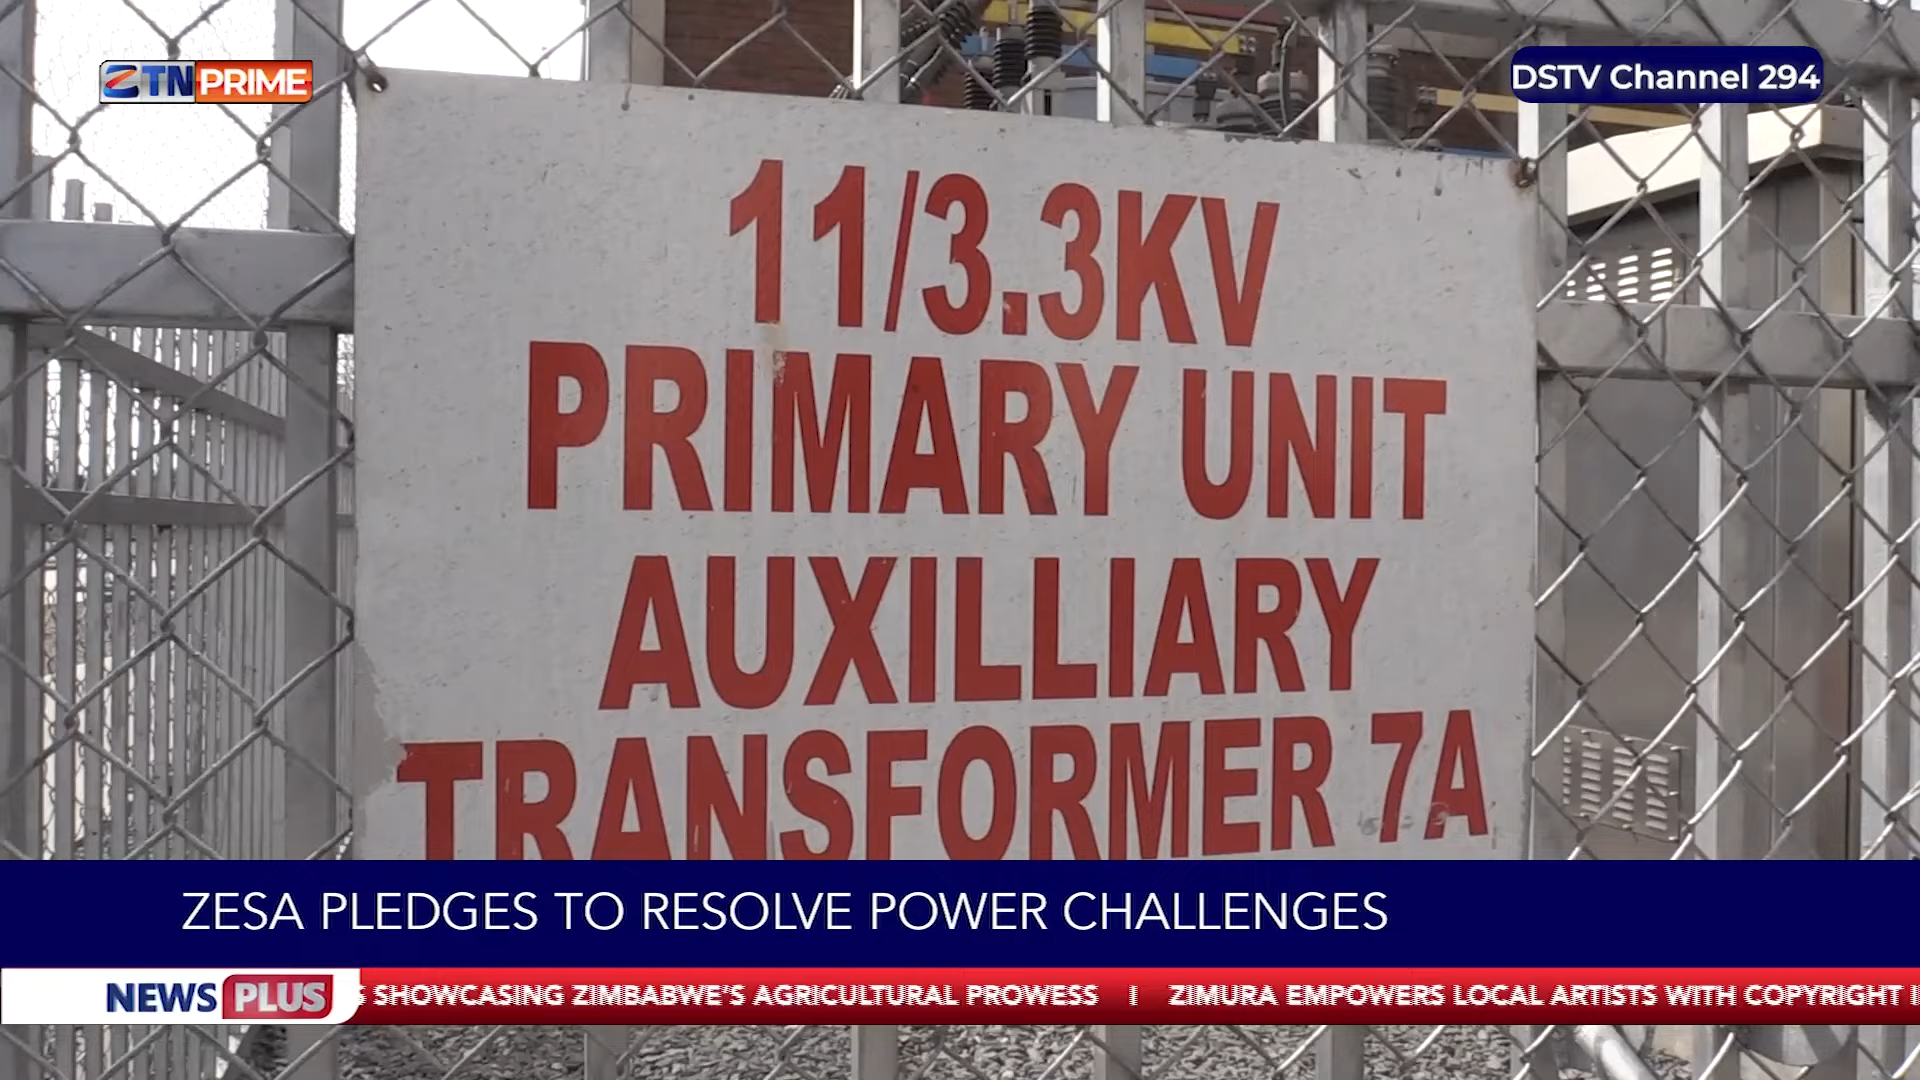 ZTN PRIME
DSTV Channel 294
11/3.3KV
PRIMARY UNIT
AUXILLIARY
TRANSFORMER 7A
ZESA PLEDGES TO RESOLVE POWER CHALLENGES
NEWS PLUS
SHOWCASING ZIMBABWE'S AGRICULTURAL PROWESS | ZIMURA EMPOWERS LOCAL ARTISTS WITH COPYRIGHT